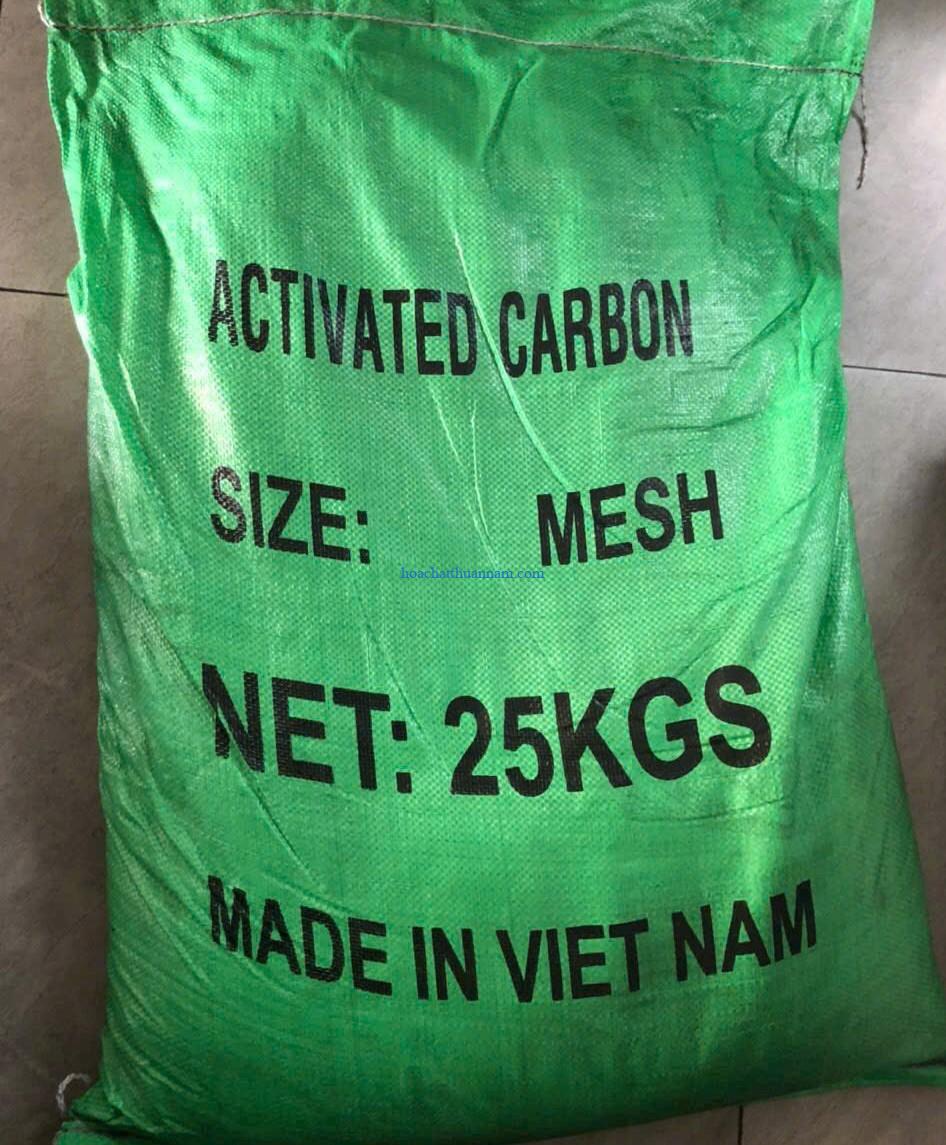 ACTIVATED CARBON
SIZE: MESH
hoachatthuannam.com
NET: 25KGS
MADE IN VIET NAM